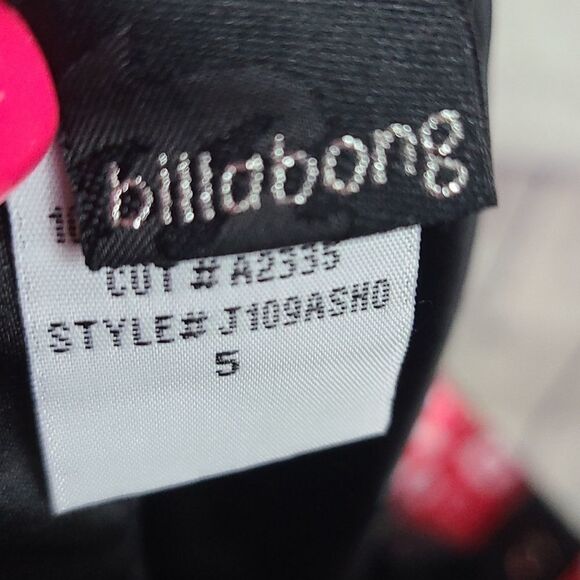 billabong
CUT # A2335
STYLE# J109ASHO
5